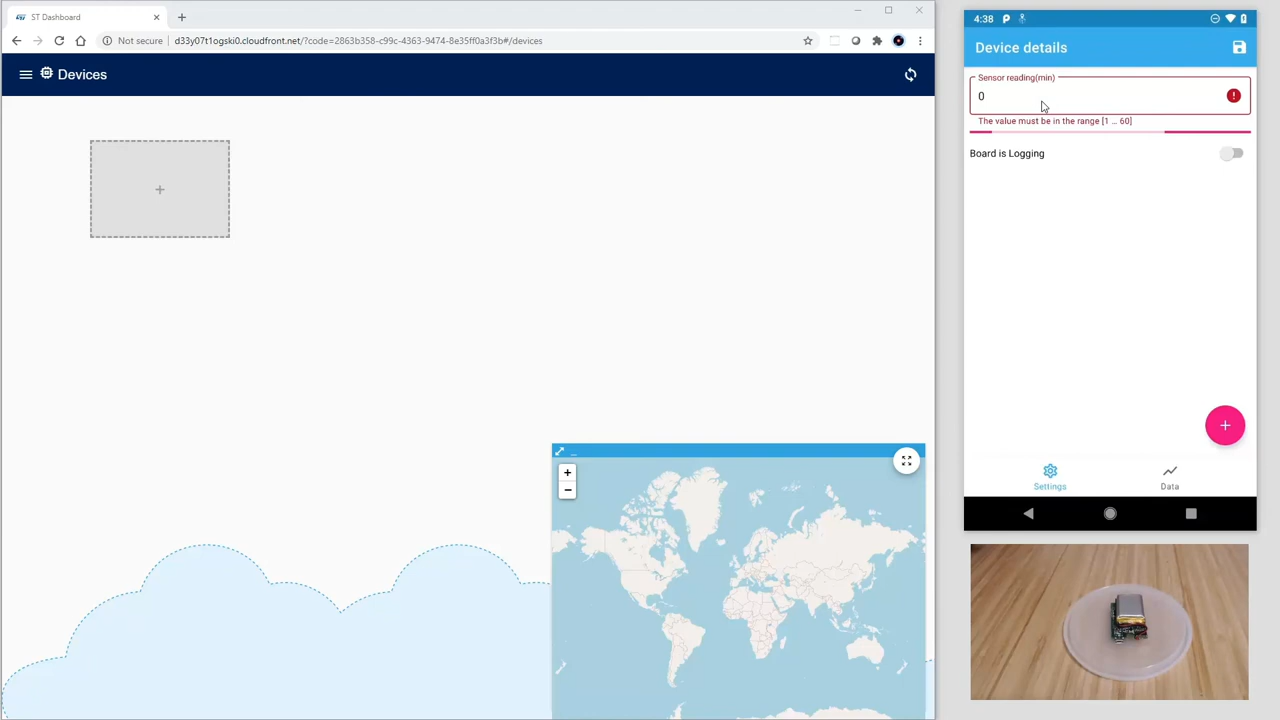 ST Dashboard
Not secure
d33y07t1ogski0.cloudfront.net/?code=2863b358-c99c-4363-9474-8e35ff0a3f3b#/devices
Devices
+
+
−
4:38
Device details
Sensor reading(min)
0
The value must be in the range [1 … 60]
Board is Logging
+
Settings
Data